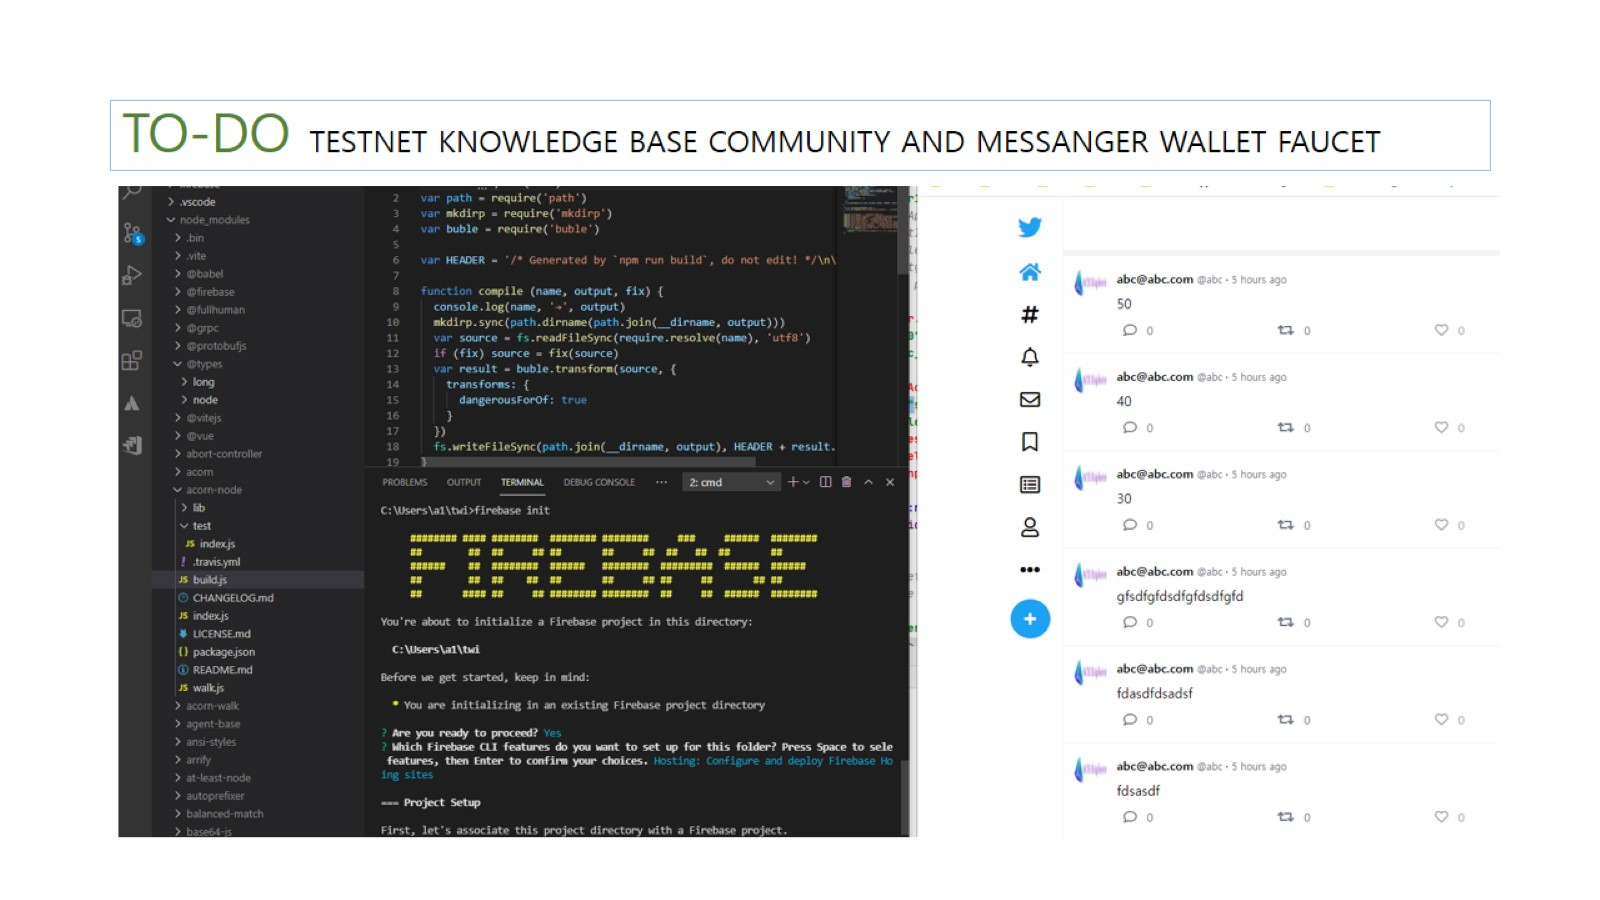 TO-DO TESTNET KNOWLEDGE BASE COMMUNITY AND MESSANGER WALLET FAUCET
.vscode
node_modules
.bin
.vite
@babel
@firebase
@fullhuman
@grpc
@protobufjs
@types
long
node
@vitejs
@vue
abort-controller
acorn
acorn-node
lib
test
JS index.js
! .travis.yml
JS build.js
CHANGELOG.md
JS index.js
LICENSE.md
{} package.json
README.md
JS walk.js
acorn-walk
agent-base
ansi-styles
arrify
at-least-node
autoprefixer
balanced-match
base64-js
2 var path = require('path')
3 var mkdirp = require('mkdirp')
4 var buble = require('buble')
5
6 var HEADER = '/* Generated by `npm run build`, do not edit! */\n\
7
8 function compile (name, output, fix) {
9 console.log(name, '→', output)
10 mkdirp.sync(path.dirname(path.join(__dirname, output)))
11 var source = fs.readFileSync(require.resolve(name), 'utf8')
12 if (fix) source = fix(source)
13 var result = buble.transform(source, {
14 transforms: {
15 dangerousForOf: true
16 }
17 })
18 fs.writeFileSync(path.join(__dirname, output), HEADER + result.
19 }
PROBLEMS OUTPUT TERMINAL DEBUG CONSOLE ··· 2: cmd
C:\Users\a1\twi>firebase init
FIREBASE
You're about to initialize a Firebase project in this directory:
C:\Users\a1\twi
Before we get started, keep in mind:
* You are initializing in an existing Firebase project directory
? Are you ready to proceed? Yes
? Which Firebase CLI features do you want to set up for this folder? Press Space to sele
features, then Enter to confirm your choices. Hosting: Configure and deploy Firebase Ho
ing sites
=== Project Setup
First, let's associate this project directory with a Firebase project.
abc@abc.com @abc · 5 hours ago
50
0 0 0
abc@abc.com @abc · 5 hours ago
40
0 0 0
abc@abc.com @abc · 5 hours ago
30
0 0 0
abc@abc.com @abc · 5 hours ago
gfsdfgfdsdfgfdsdfgfd
0 0 0
abc@abc.com @abc · 5 hours ago
fdasdfdsadsf
0 0 0
abc@abc.com @abc · 5 hours ago
fdsasdf
0 0 0